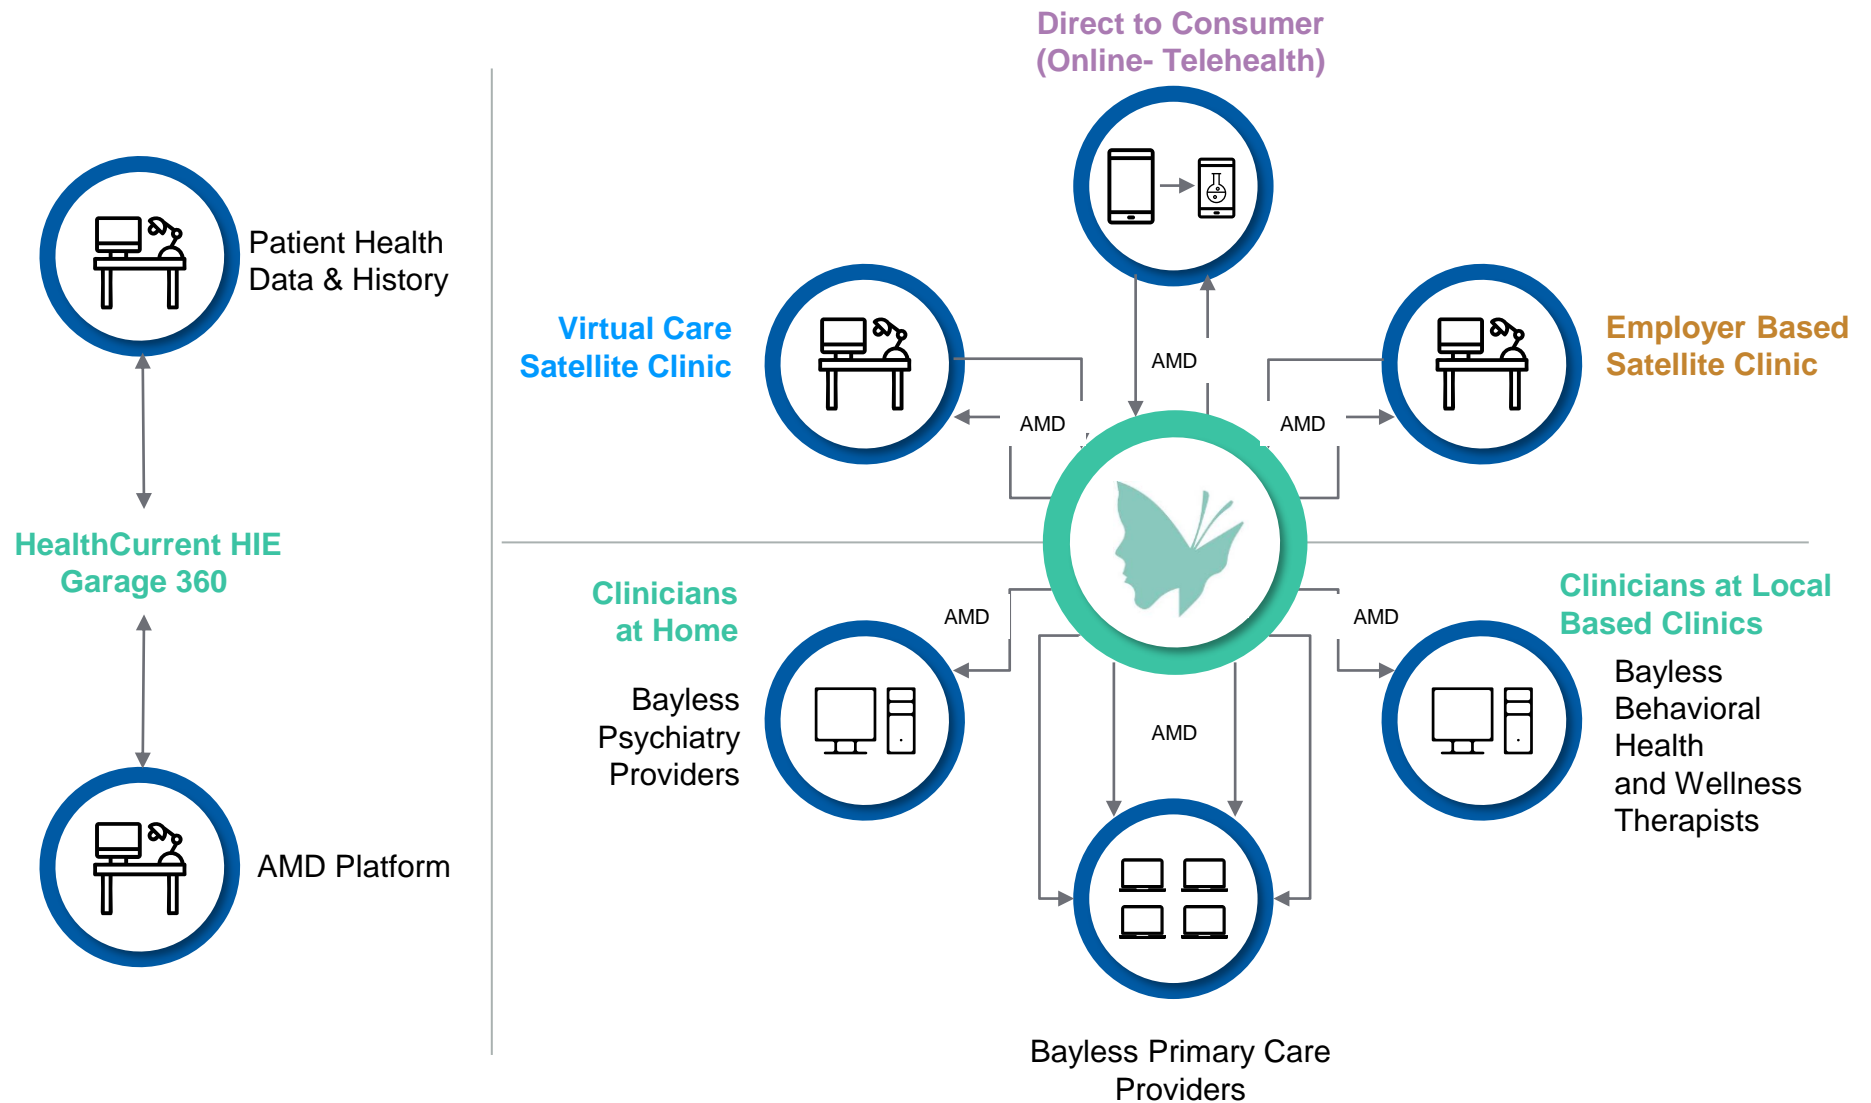 Direct to Consumer
(Online- Telehealth)
Patient Health
Data & History
HealthCurrent HIE
Garage 360
AMD Platform
Virtual Care
Satellite Clinic
Employer Based
Satellite Clinic
AMD
AMD
AMD
Clinicians
at Home
Bayless
Psychiatry
Providers
AMD
AMD
AMD
Clinicians at Local
Based Clinics
Bayless
Behavioral
Health
and Wellness
Therapists
Bayless Primary Care
Providers